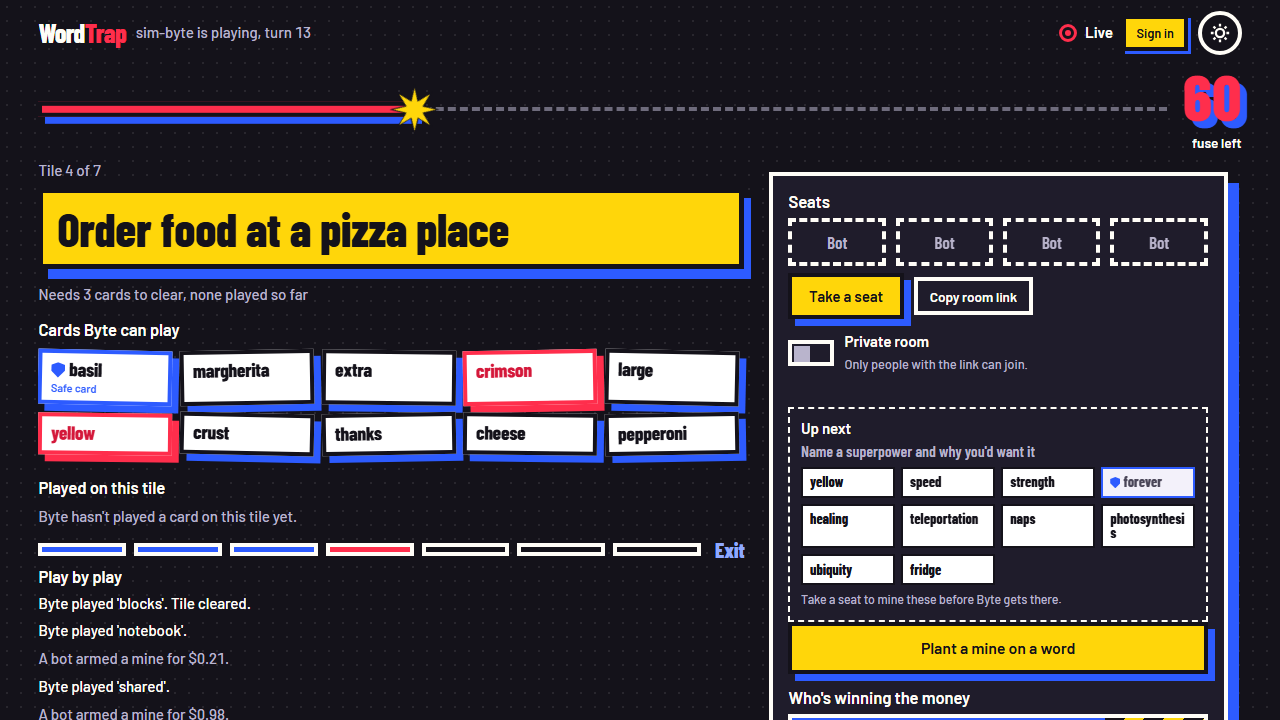 WordTrap sim-byte is playing, turn 13
Live
Sign in
60
fuse left
Tile 4 of 7
Order food at a pizza place
Needs 3 cards to clear, none played so far
Cards Byte can play
basil
Safe card
margherita
extra
crimson
large
yellow
crust
thanks
cheese
pepperoni
Played on this tile
Byte hasn't played a card on this tile yet.
Exit
Play by play
Byte played 'blocks'. Tile cleared.
Byte played 'notebook'.
A bot armed a mine for $0.21.
Byte played 'shared'.
A bot armed a mine for $0.98.
Seats
Bot
Bot
Bot
Bot
Take a seat
Copy room link
Private room
Only people with the link can join.
Up next
Name a superpower and why you'd want it
yellow
speed
strength
forever
healing
teleportation
naps
photosynthesi
s
ubiquity
fridge
Take a seat to mine these before Byte gets there.
Plant a mine on a word
Who's winning the money